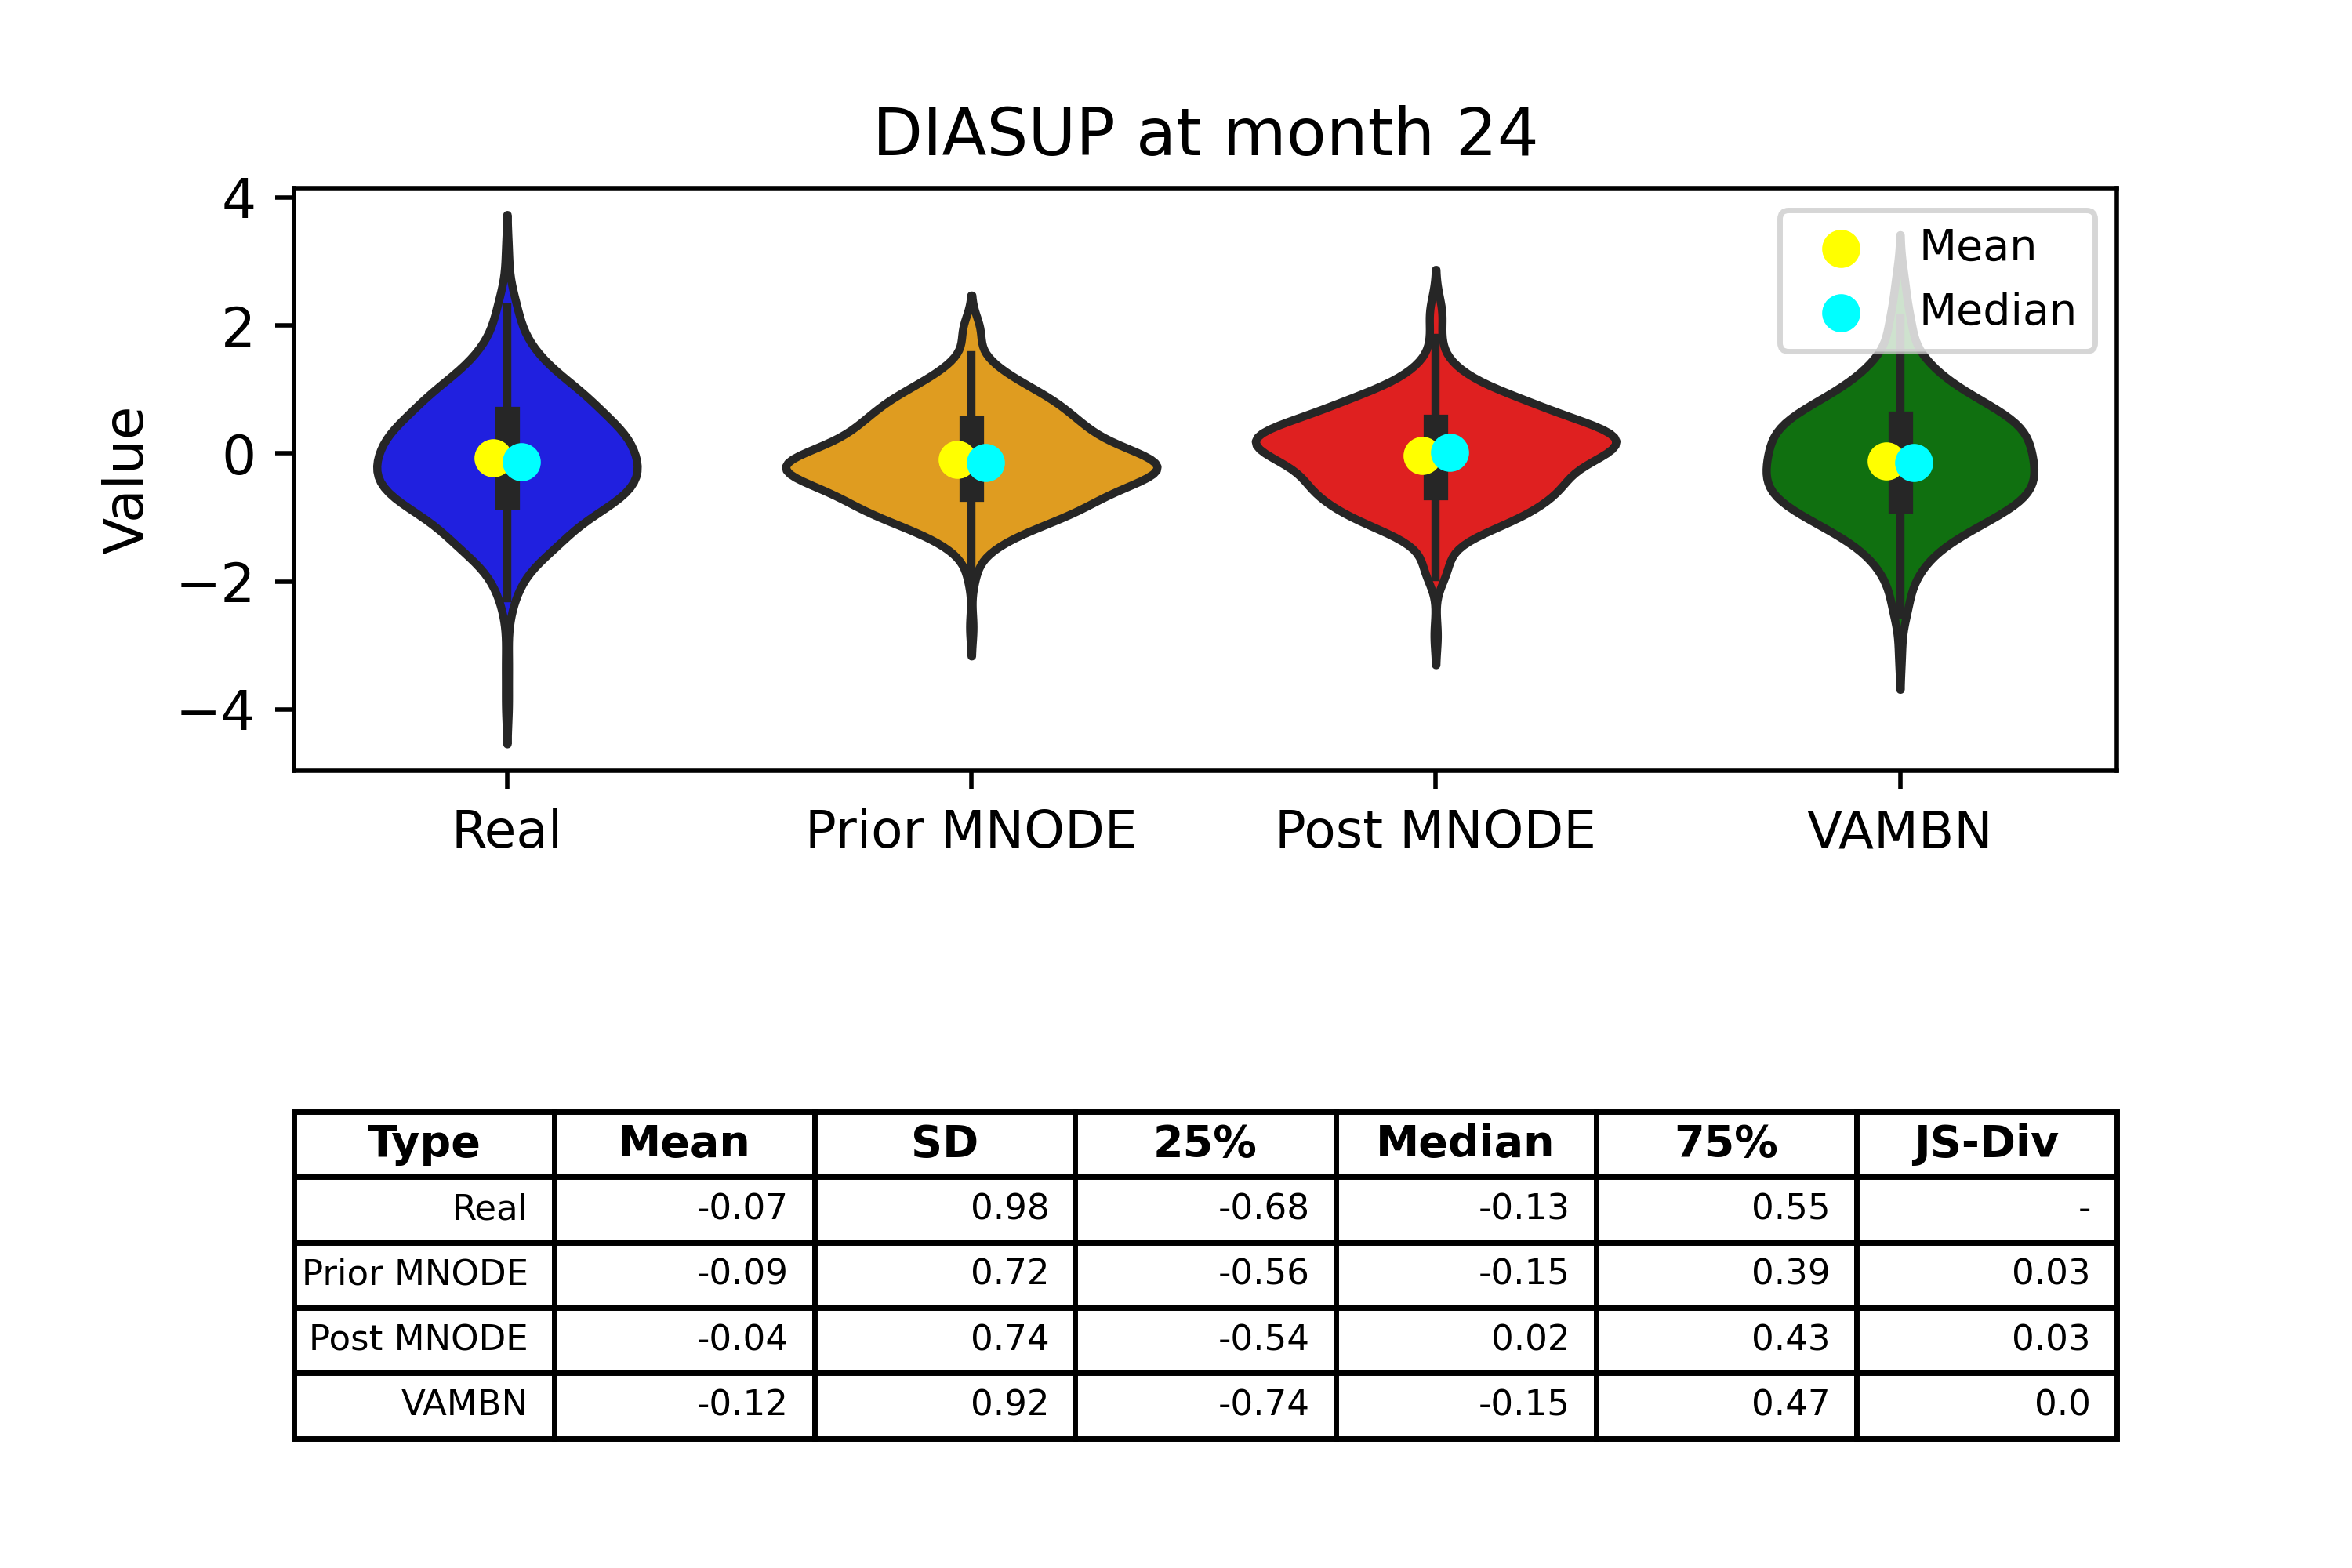 DIASUP at month 24
4
2
0
−2
−4
Value
Mean
Median
Real Prior MNODE Post MNODE VAMBN
Type Mean SD 25% Median 75% JS-Div
Real -0.07 0.98 -0.68 -0.13 0.55 -
Prior MNODE -0.09 0.72 -0.56 -0.15 0.39 0.03
Post MNODE -0.04 0.74 -0.54 0.02 0.43 0.03
VAMBN -0.12 0.92 -0.74 -0.15 0.47 0.0